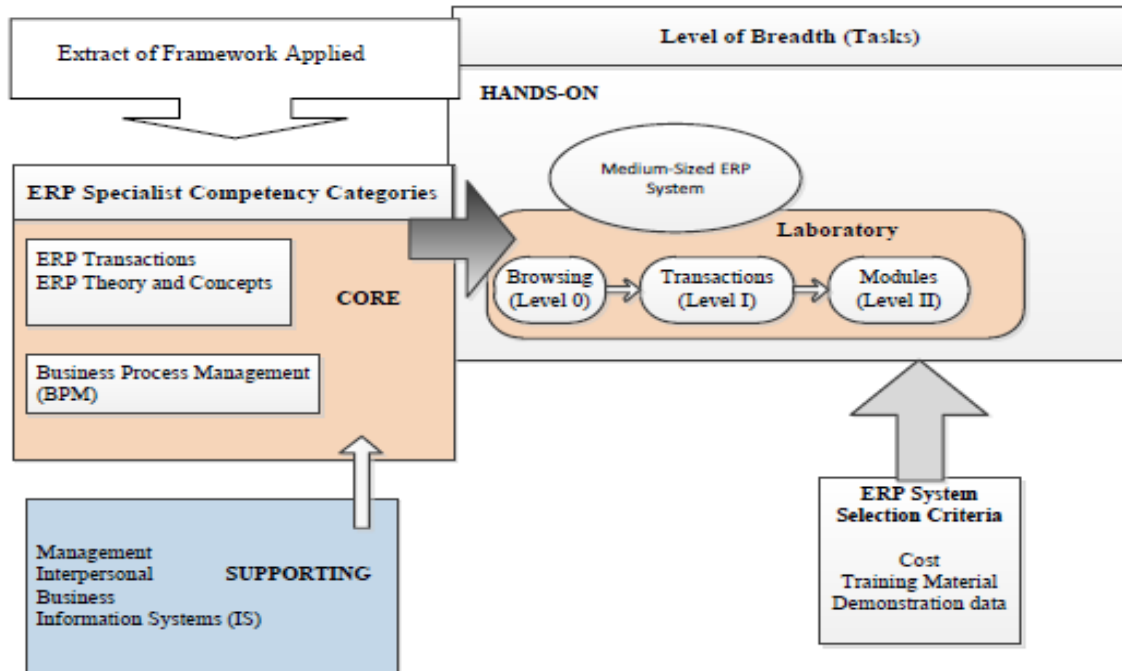 Extract of Framework Applied
Level of Breadth (Tasks)
HANDS-ON
Medium-Sized ERP
System
ERP Specialist Competency Categories
Laboratory
ERP Transactions
ERP Theory and Concepts
CORE
Browsing
(Level 0)
Transactions
(Level I)
Modules
(Level II)
Business Process Management
(BPM)
ERP System
Selection Criteria
Cost
Training Material
Demonstration data
Management
Interpersonal
Business
Information Systems (IS)
SUPPORTING